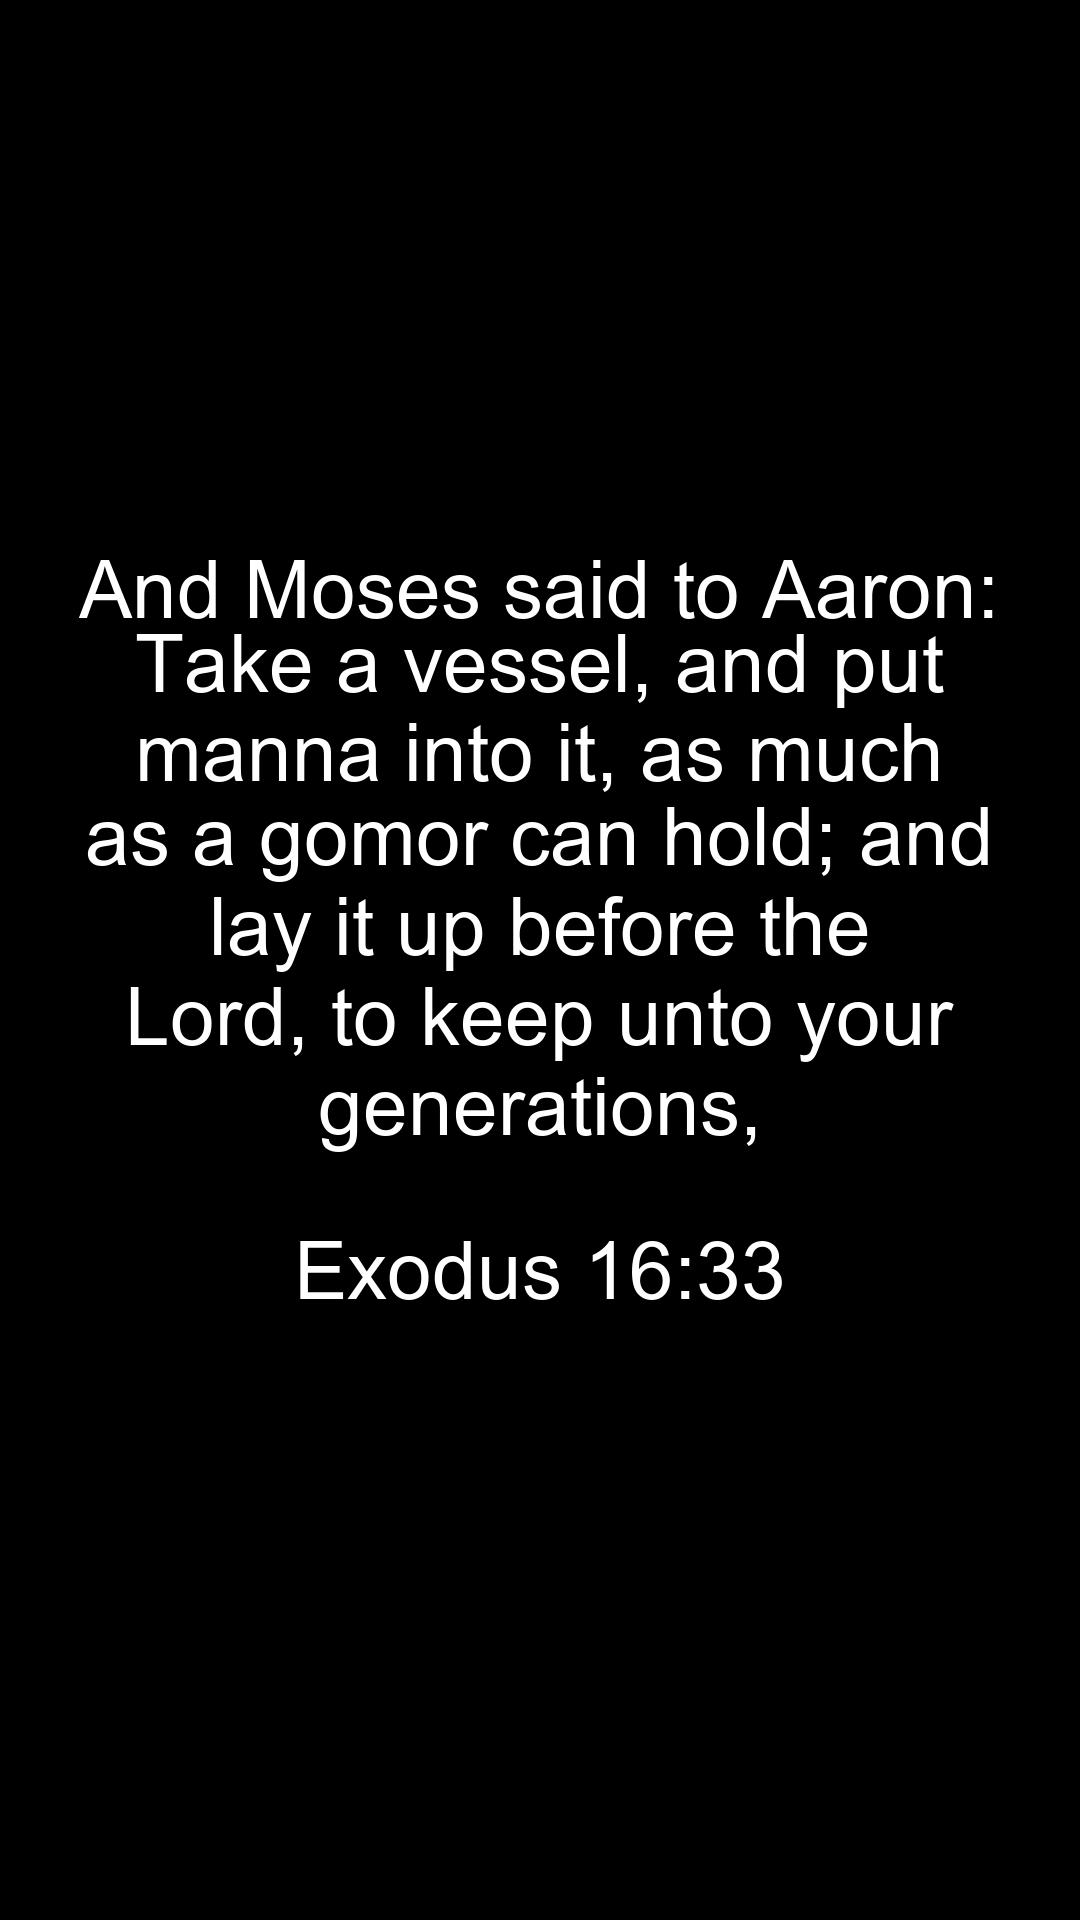 And Moses said to Aaron:
Take a vessel, and put
manna into it, as much
as a gomor can hold; and
lay it up before the
Lord, to keep unto your
generations,
Exodus 16:33